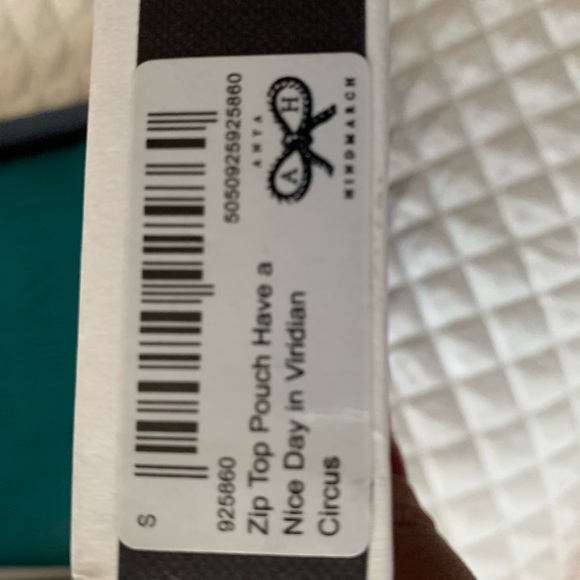 S
5050925925860
A H
ANYA
HINDMARCH
925860
Zip Top Pouch Have a
Nice Day in Viridian
Circus